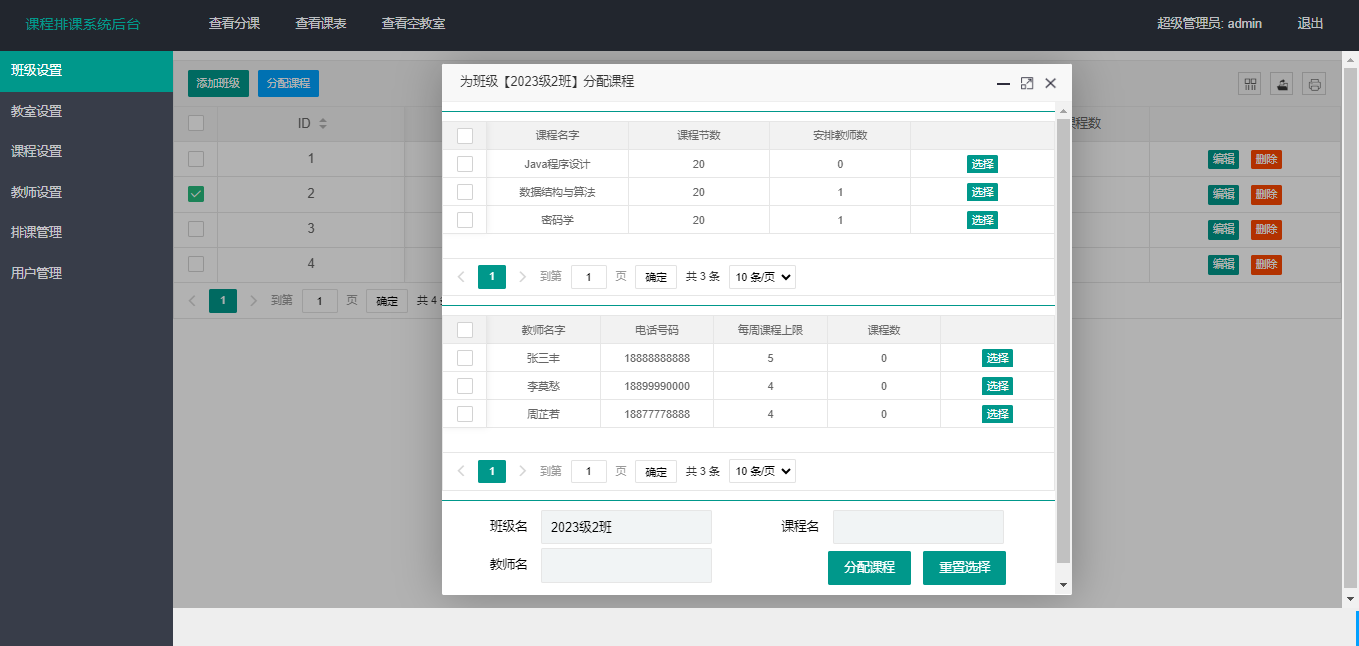 课程排课系统后台 查看分课 查看课表 查看空教室 超级管理员: admin 退出
班级设置
教室设置
课程设置
教师设置
排课管理
用户管理
添加班级 分配课程
ID 程数
1 编辑 删除
2 编辑 删除
3 编辑 删除
4 编辑 删除
1 到第 1 页 确定 共 4
为班级【2023级2班】分配课程
课程名字 课程节数 安排教师数
Java程序设计 20 0 选择
数据结构与算法 20 1 选择
密码学 20 1 选择
1 到第 1 页 确定 共 3 条 10 条/页
教师名字 电话号码 每周课程上限 课程数
张三丰 18888888888 5 0 选择
李莫愁 18899990000 4 0 选择
周芷若 18877778888 4 0 选择
1 到第 1 页 确定 共 3 条 10 条/页
班级名 2023级2班 课程名
教师名 分配课程 重置选择